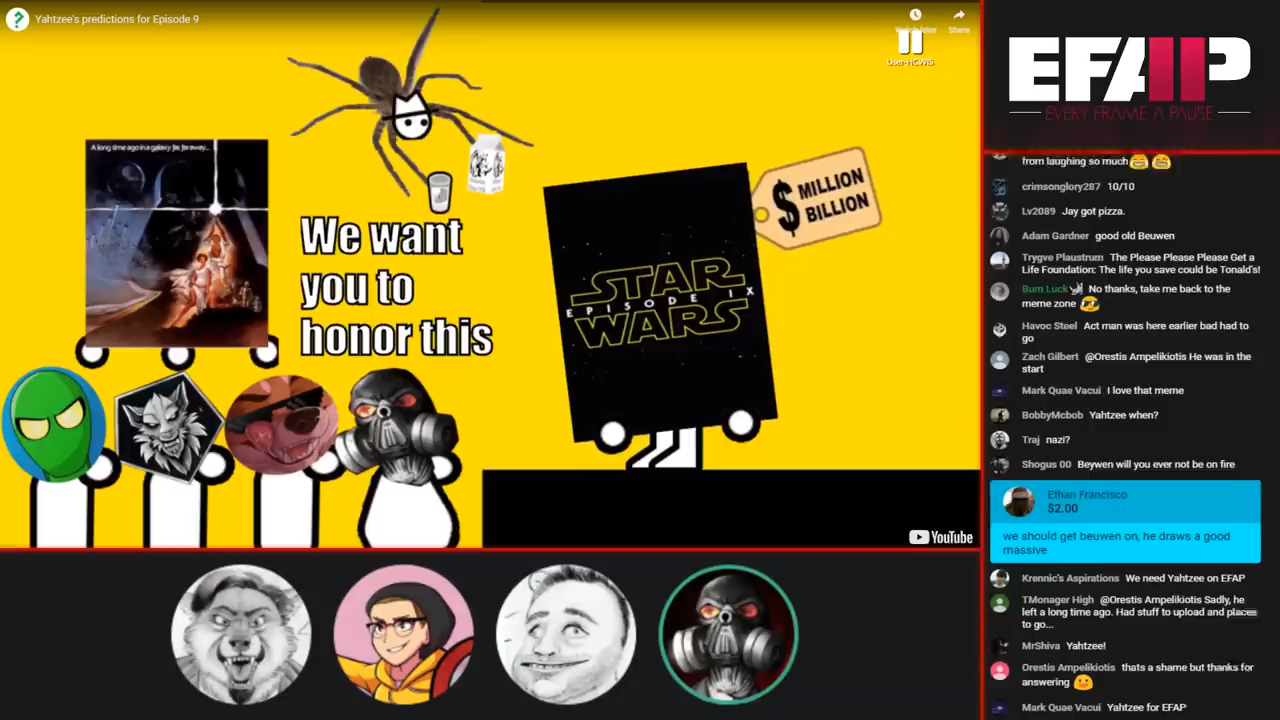 Yahtzee's predictions for Episode 9
Watch later
Share
User-HCWIS
A long time ago in a galaxy far, far away...
We want
you to
honor this
$ MILLION
BILLION
STAR
EPISODE IX
WARS
YouTube
EFAP
EVERY FRAME A PAUSE
from laughing so much
crimsonglory287 10/10
Lv2089 Jay got pizza.
Adam Gardner good old Beuwen
Trygve Plaustrum The Please Please Please Get a
Life Foundation: The life you save could be Tonald's!
Bum Luck No thanks, take me back to the
meme zone
Havoc Steel Act man was here earlier bad had to
go
Zach Gilbert @Orestis Ampelikiotis He was in the
start
Mark Quae Vacui I love that meme
BobbyMcbob Yahtzee when?
Traj nazi?
Shogus 00 Beywen will you ever not be on fire
Ethan Francisco
$2.00
we should get beuwen on, he draws a good
massive
Krennic's Aspirations We need Yahtzee on EFAP
TMonager High @Orestis Ampelikiotis Sadly, he
left a long time ago. Had stuff to upload and places
to go...
MrShiva Yahtzee!
Orestis Ampelikiotis thats a shame but thanks for
answering
Mark Quae Vacui Yahtzee for EFAP